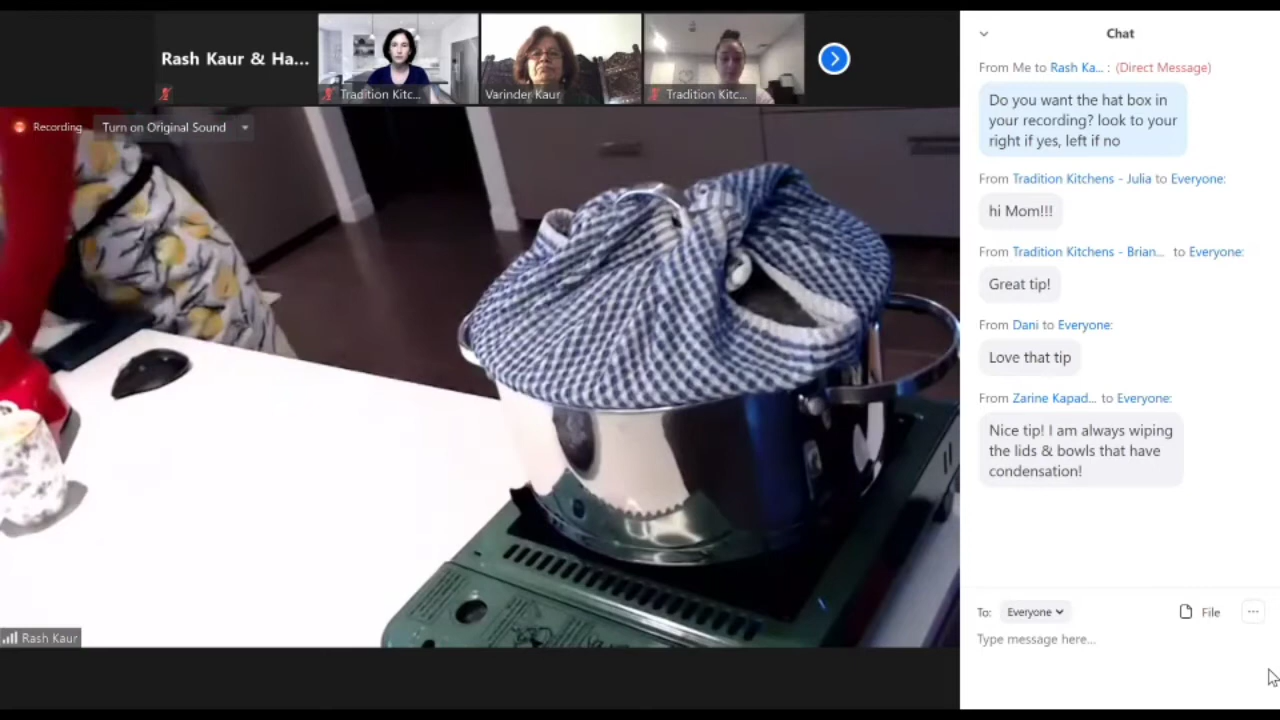 Rash Kaur & Ha...
Tradition Kitc...
Varinder Kaur
Tradition Kitc...
Recording
Turn on Original Sound
Rash Kaur
Chat
From Me to Rash Ka... : (Direct Message)
Do you want the hat box in
your recording? look to your
right if yes, left if no
From Tradition Kitchens - Julia to Everyone:
hi Mom!!!
From Tradition Kitchens - Brian... to Everyone:
Great tip!
From Dani to Everyone:
Love that tip
From Zarine Kapad... to Everyone:
Nice tip! I am always wiping
the lids & bowls that have
condensation!
To: Everyone
File
Type message here...